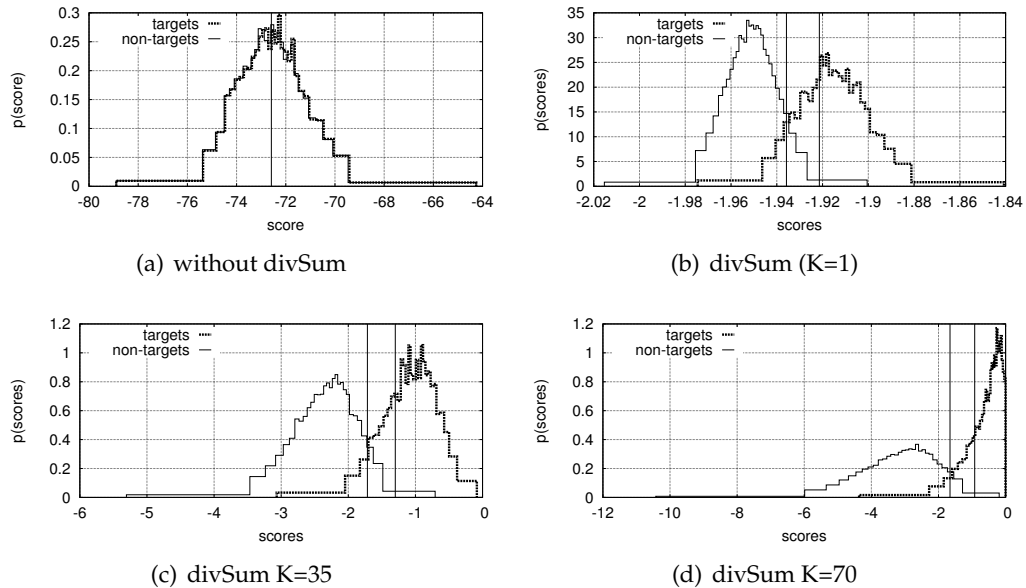 targets
non-targets
p(score)
0.3
0.25
0.2
0.15
0.1
0.05
0
-80 -78 -76 -74 -72 -70 -68 -66 -64
score
(a) without divSum
targets
non-targets
p(scores)
35
30
25
20
15
10
5
0
-2.02 -2 -1.98 -1.96 -1.94 -1.92 -1.9 -1.88 -1.86 -1.84
scores
(b) divSum (K=1)
targets
non-targets
p(scores)
1.2
1
0.8
0.6
0.4
0.2
0
-6 -5 -4 -3 -2 -1 0
scores
(c) divSum K=35
targets
non-targets
p(scores)
1.2
1
0.8
0.6
0.4
0.2
0
-12 -10 -8 -6 -4 -2 0
scores
(d) divSum K=70